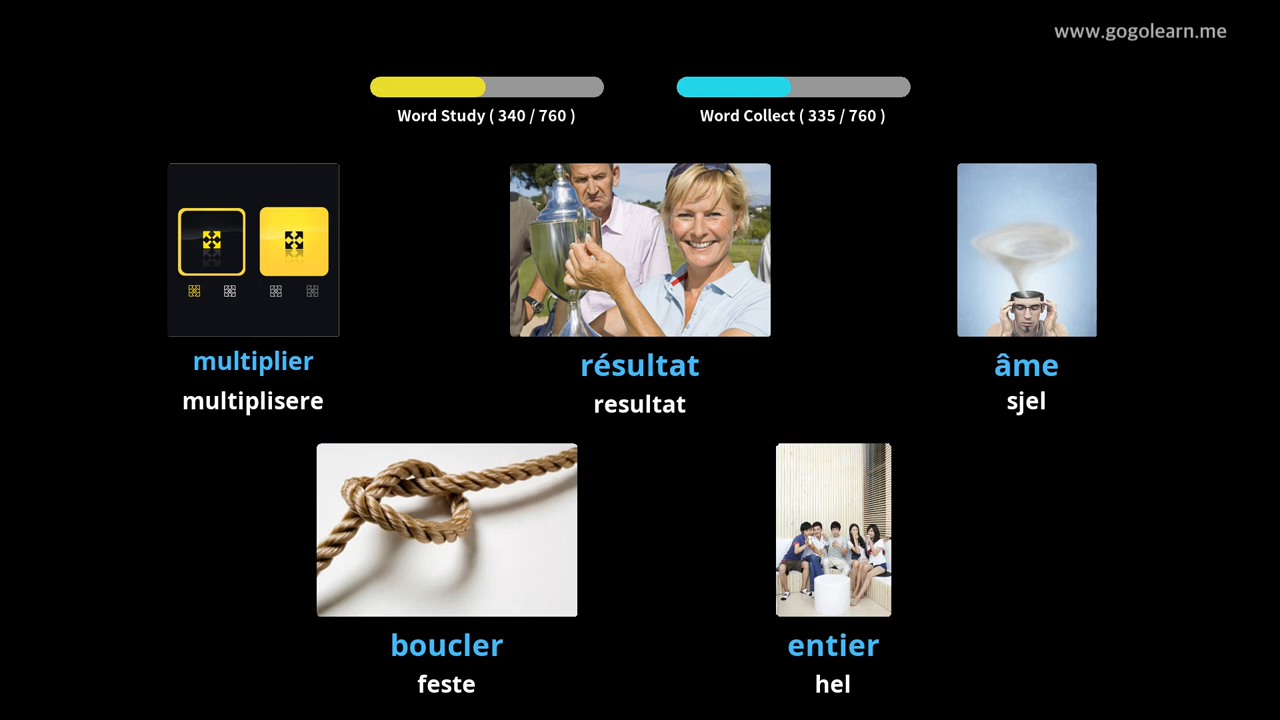 www.gogolearn.me
Word Study ( 340 / 760 )
Word Collect ( 335 / 760 )
multiplier
multiplisere
résultat
resultat
âme
sjel
boucler
feste
entier
hel